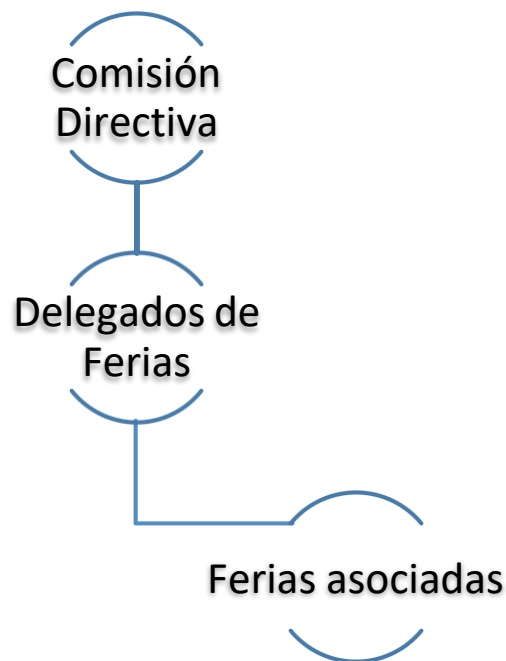 Comisión
Directiva
Delegados de
Ferias
Ferias asociadas